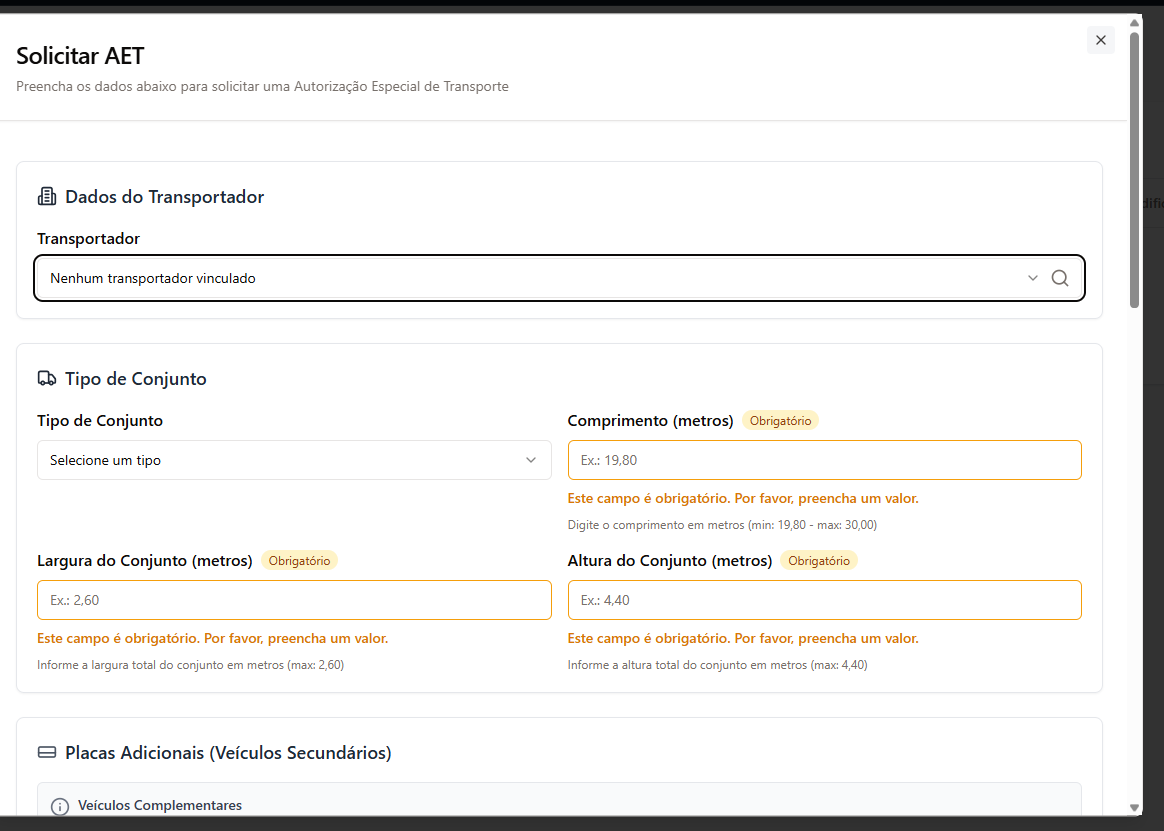 Solicitar AET
Preencha os dados abaixo para solicitar uma Autorização Especial de Transporte
Dados do Transportador
Transportador
Nenhum transportador vinculado
Tipo de Conjunto
Tipo de Conjunto
Selecione um tipo
Comprimento (metros) Obrigatório
Ex.: 19,80
Este campo é obrigatório. Por favor, preencha um valor.
Digite o comprimento em metros (min: 19,80 - max: 30,00)
Largura do Conjunto (metros) Obrigatório
Ex.: 2,60
Este campo é obrigatório. Por favor, preencha um valor.
Informe a largura total do conjunto em metros (max: 2,60)
Altura do Conjunto (metros) Obrigatório
Ex.: 4,40
Este campo é obrigatório. Por favor, preencha um valor.
Informe a altura total do conjunto em metros (max: 4,40)
Placas Adicionais (Veículos Secundários)
Veículos Complementares